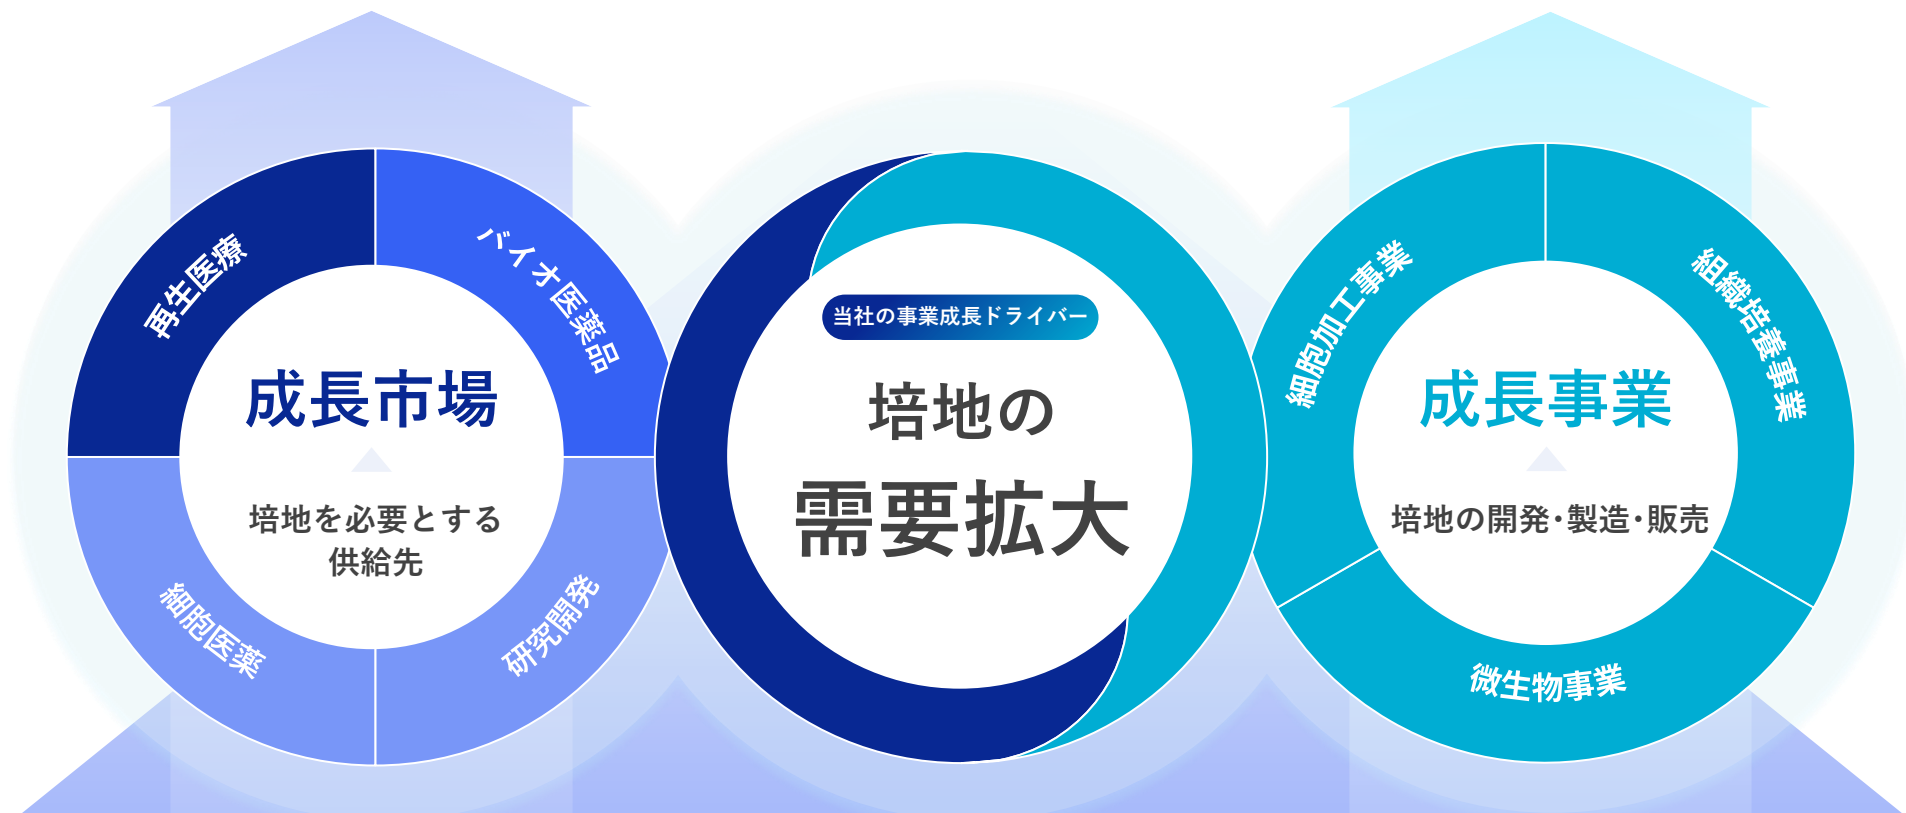 再生医療
バイオ医薬品
成長市場
培地を必要とする
供給先
細胞医薬
研究開発
当社の事業成長ドライバー
培地の
需要拡大
細胞加工事業
組織培養事業
成長事業
培地の開発・製造・販売
微生物事業